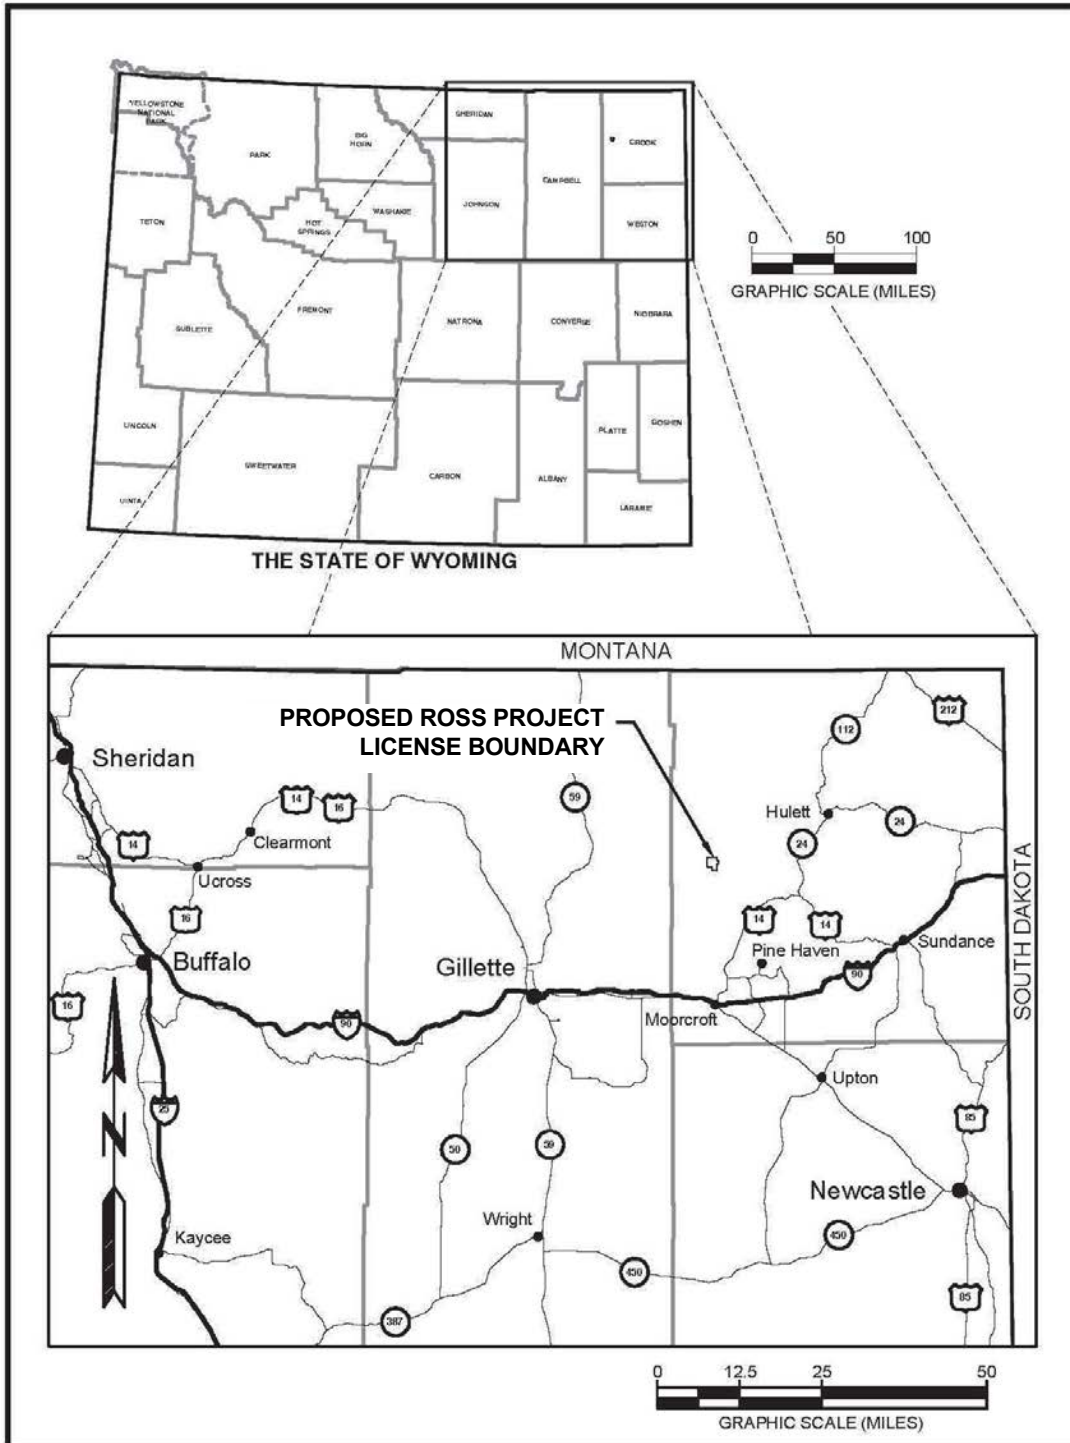 YELLOWSTONE
NATIONAL
PARK
PARK
BIG
HORN
SHERIDAN
CROOK
CAMPBELL
JOHNSON
WESTON
TETON
HOT
SPRINGS
WASHAKIE
FREMONT
SUBLETTE
NATRONA
CONVERSE
NIOBRARA
LINCOLN
SWEETWATER
CARBON
ALBANY
PLATTE
GOSHEN
UINTA
LARAMIE
0 50 100
GRAPHIC SCALE (MILES)
THE STATE OF WYOMING
MONTANA
SOUTH DAKOTA
PROPOSED ROSS PROJECT
LICENSE BOUNDARY
212
112
Sheridan
59
14
16
Hulett
24
24
Clearmont
14
Ucross
16
14
14
Sundance
Pine Haven
Buffalo
Gillette
90
16
90
Moorcroft
Upton
25
N
50
59
85
Newcastle
Wright
Kaycee
450
450
85
387
0 12.5 25 50
GRAPHIC SCALE (MILES)